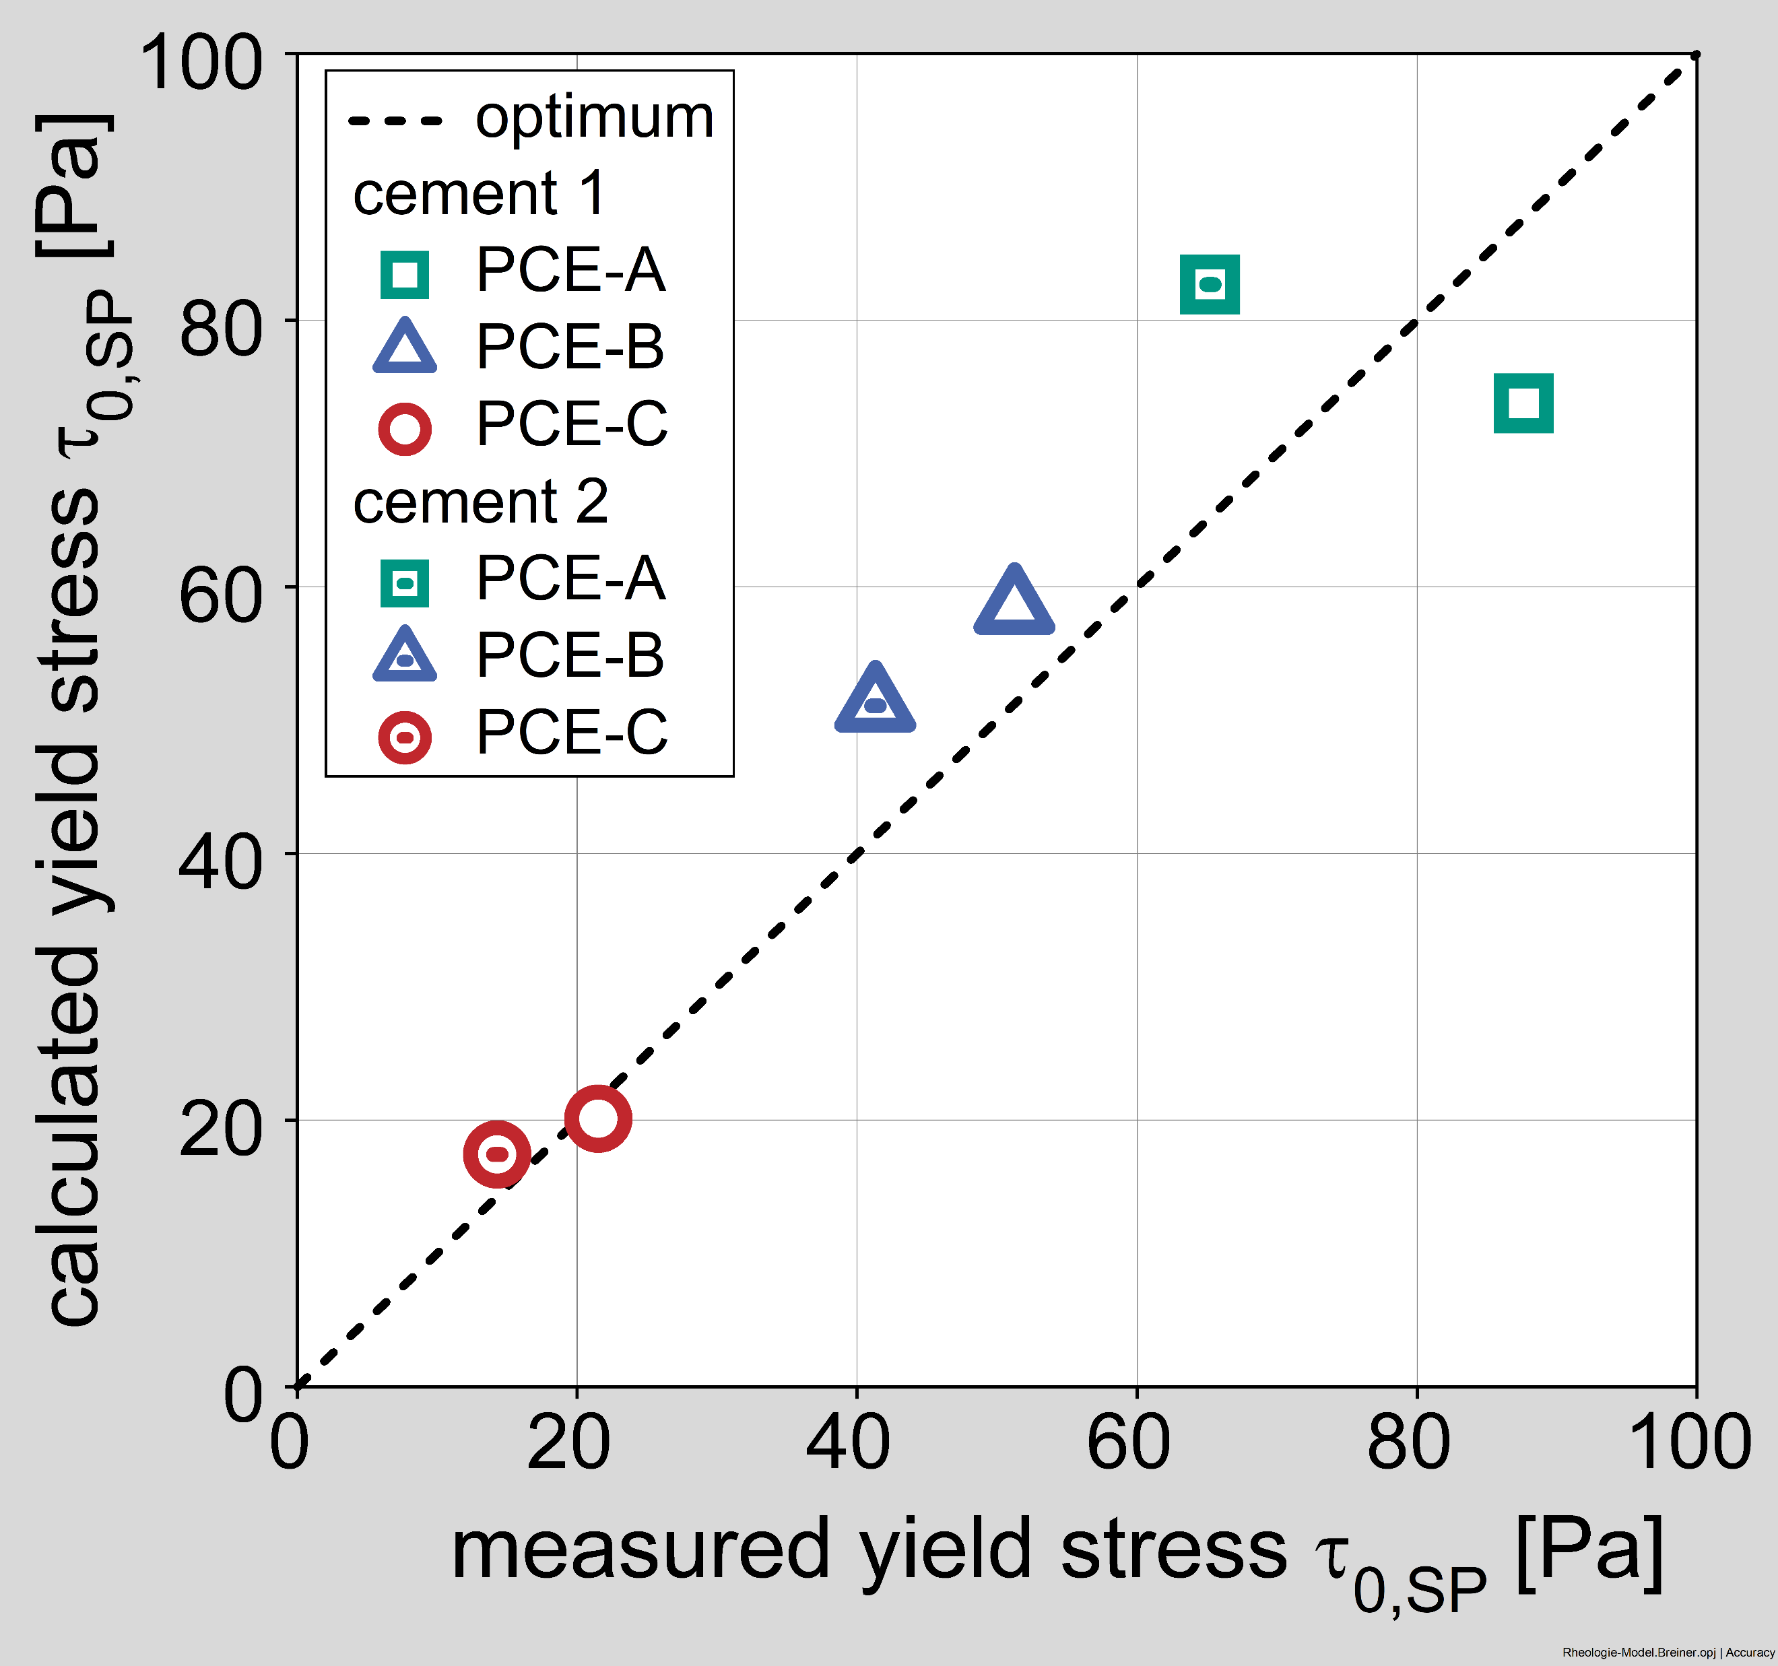 100
80
60
40
20
0
calculated yield stress τ0,SP [Pa]
optimum
cement 1
PCE-A
PCE-B
PCE-C
cement 2
PCE-A
PCE-B
PCE-C
0 20 40 60 80 100
measured yield stress τ0,SP [Pa]
Rheologie-Model.Breiner.opj | Accuracy